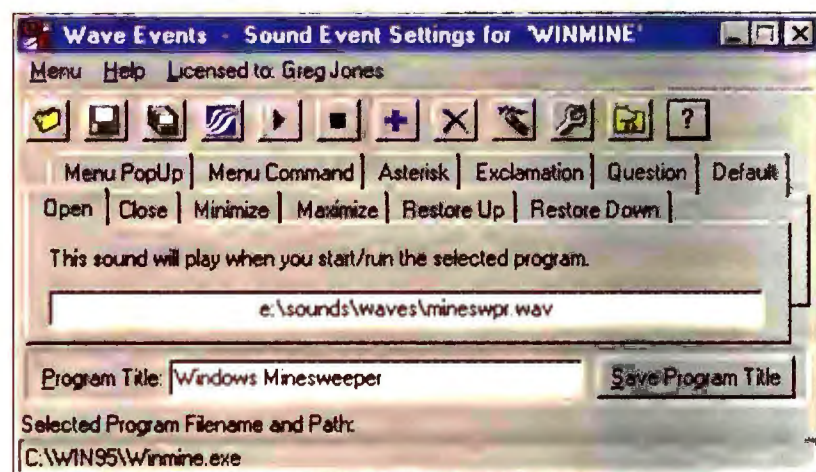 Wave Events - Sound Event Settings for 'WINMINE'
Menu Help Licensed to: Greg Jones
?
Menu PopUp Menu Command Asterisk Exclamation Question Default
Open Close Minimize Maximize Restore Up Restore Down
This sound will play when you start/run the selected program.
e:\sounds\waves\mineswpr.wav
Program Title: Windows Minesweeper Save Program Title
Selected Program Filename and Path:
C:\WIN95\Winmine.exe